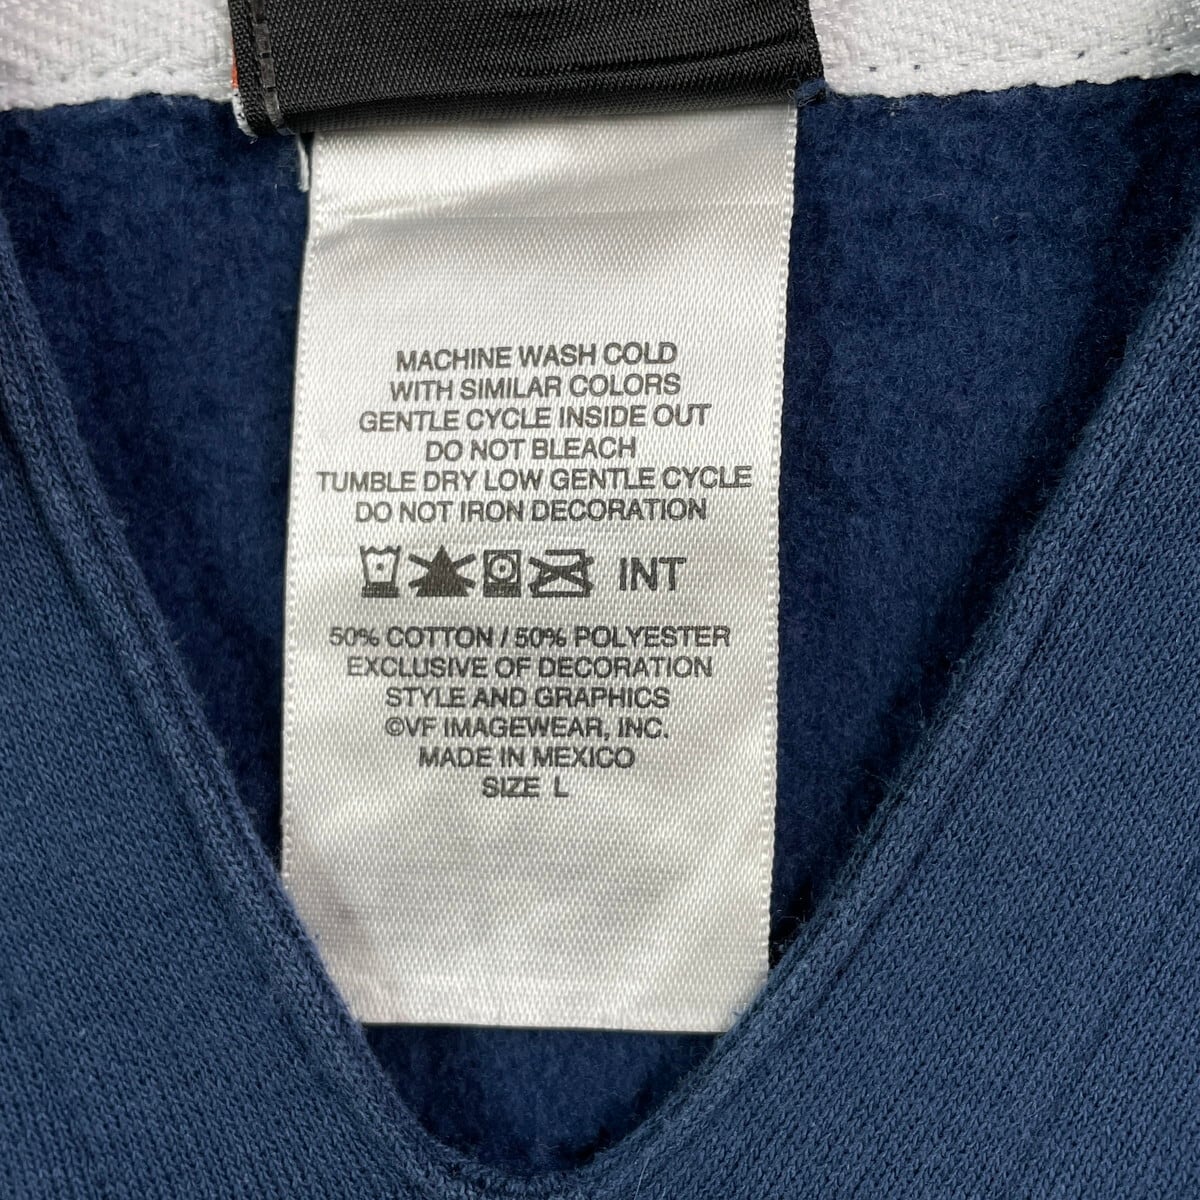 MACHINE WASH COLD
WITH SIMILAR COLORS
GENTLE CYCLE INSIDE OUT
DO NOT BLEACH
TUMBLE DRY LOW GENTLE CYCLE
DO NOT IRON DECORATION
INT
50% COTTON / 50% POLYESTER
EXCLUSIVE OF DECORATION
STYLE AND GRAPHICS
©VF IMAGEWEAR, INC.
MADE IN MEXICO
SIZE L